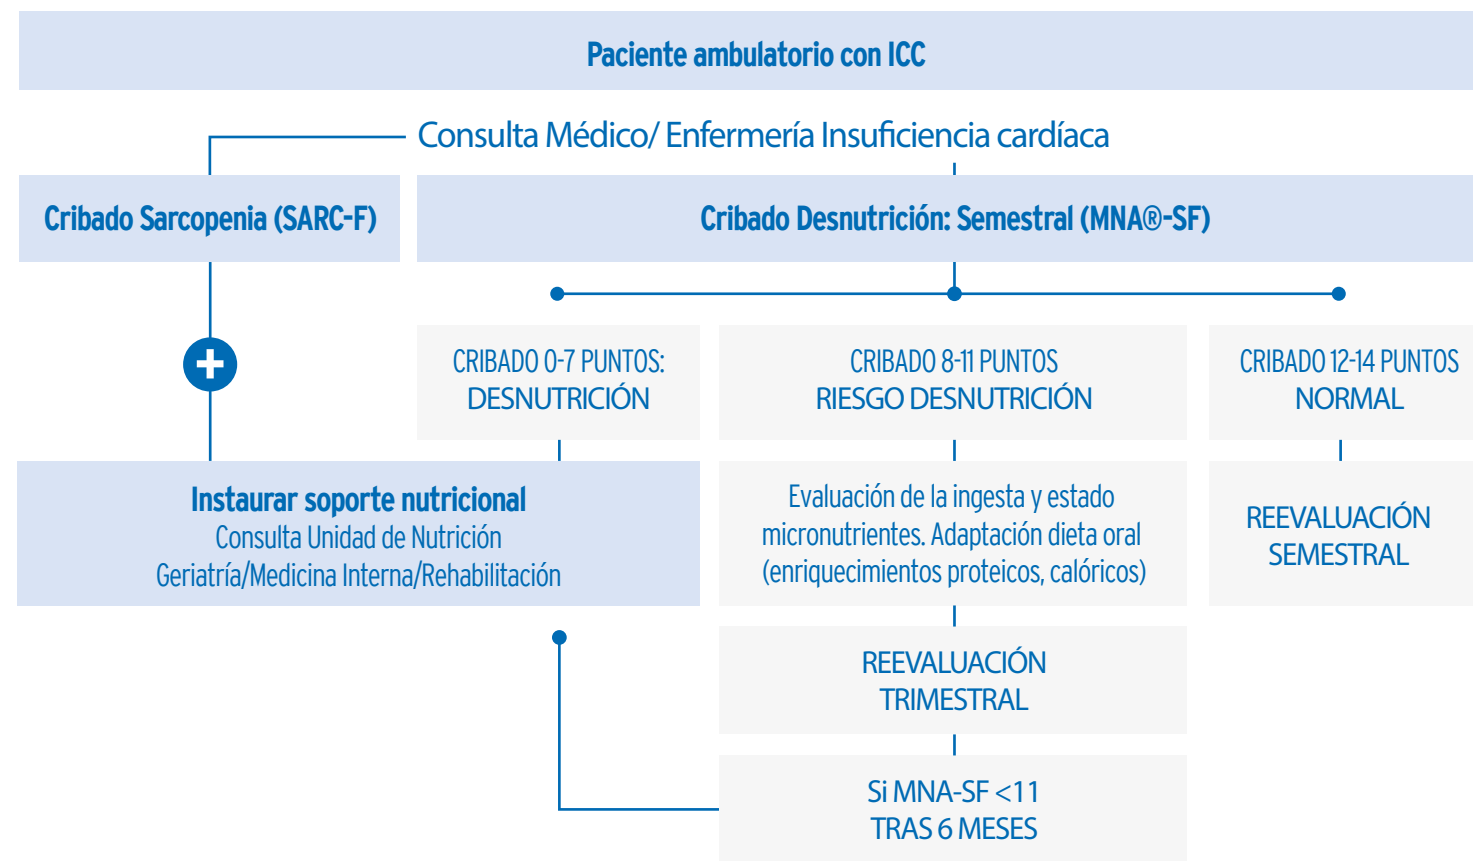 Paciente ambulatorio con ICC
Consulta Médico/ Enfermería Insuficiencia cardíaca
Cribado Sarcopenia (SARC-F)
Cribado Desnutrición: Semestral (MNA®-SF)
+
CRIBADO 0-7 PUNTOS:
DESNUTRICIÓN
CRIBADO 8-11 PUNTOS
RIESGO DESNUTRICIÓN
CRIBADO 12-14 PUNTOS
NORMAL
Instaurar soporte nutricional
Consulta Unidad de Nutrición
Geriatría/Medicina Interna/Rehabilitación
Evaluación de la ingesta y estado
micronutrientes. Adaptación dieta oral
(enriquecimientos proteicos, calóricos)
REEVALUACIÓN
SEMESTRAL
REEVALUACIÓN
TRIMESTRAL
Si MNA-SF <11
TRAS 6 MESES